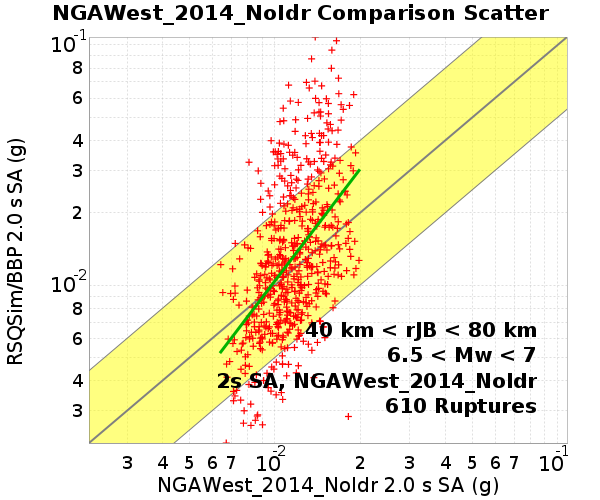 NGAWest_2014_NoIdr Comparison Scatter
RSQSim/BBP 2.0 s SA (g)
10-1
8
6
4
3
2
10-2
8
6
4
3
40 km < rJB < 80 km
6.5 < Mw < 7
2s SA, NGAWest_2014_NoIdr
610 Ruptures
3 4 5 6 7 10-2 2 3 4 5 6 7 10-1
NGAWest_2014_NoIdr 2.0 s SA (g)